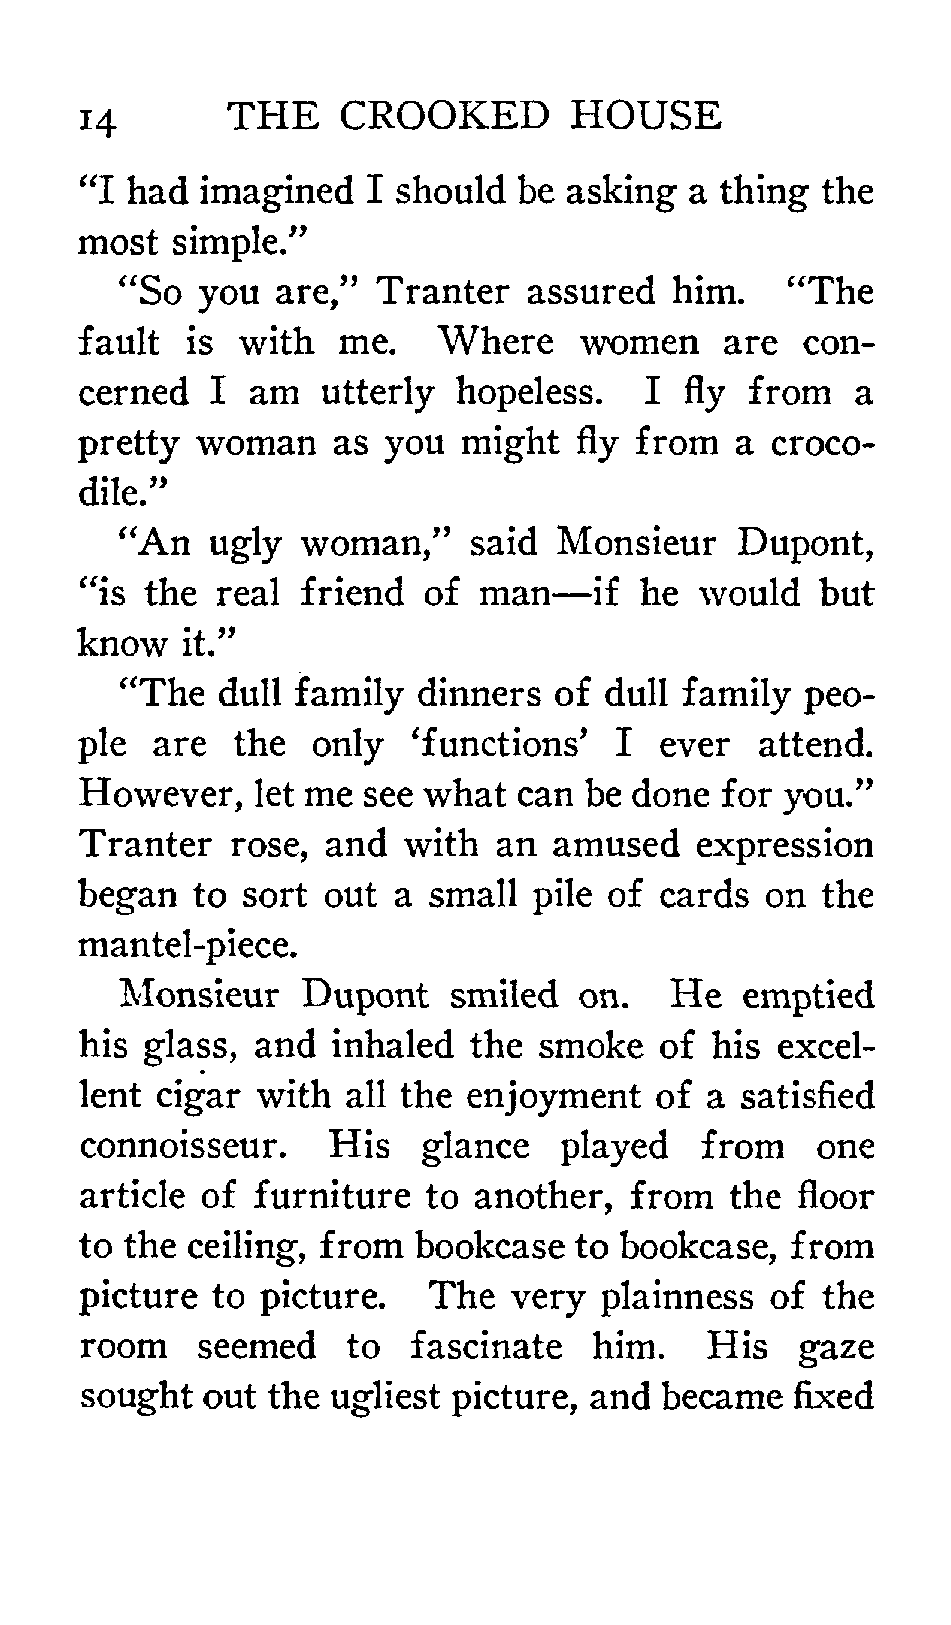 14 THE CROOKED HOUSE
“I had imagined I should be asking a thing the
most simple.”
“So you are,” Tranter assured him. “The
fault is with me. Where women are con-
cerned I am utterly hopeless. I fly from a
pretty woman as you might fly from a croco-
dile.”
“An ugly woman,” said Monsieur Dupont,
“is the real friend of man—if he would but
know it.”
“The dull family dinners of dull family peo-
ple are the only ‘functions’ I ever attend.
However, let me see what can be done for you.”
Tranter rose, and with an amused expression
began to sort out a small pile of cards on the
mantel-piece.
Monsieur Dupont smiled on. He emptied
his glass, and inhaled the smoke of his excel-
lent cigar with all the enjoyment of a satisfied
connoisseur. His glance played from one
article of furniture to another, from the floor
to the ceiling, from bookcase to bookcase, from
picture to picture. The very plainness of the
room seemed to fascinate him. His gaze
sought out the ugliest picture, and became fixed